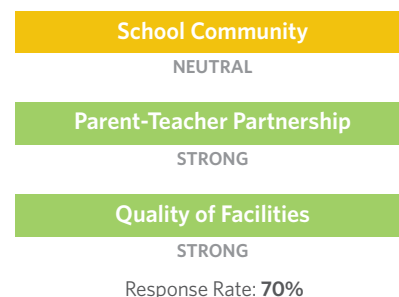 School Community
NEUTRAL
Parent-Teacher Partnership
STRONG
Quality of Facilities
STRONG
Response Rate: 70%